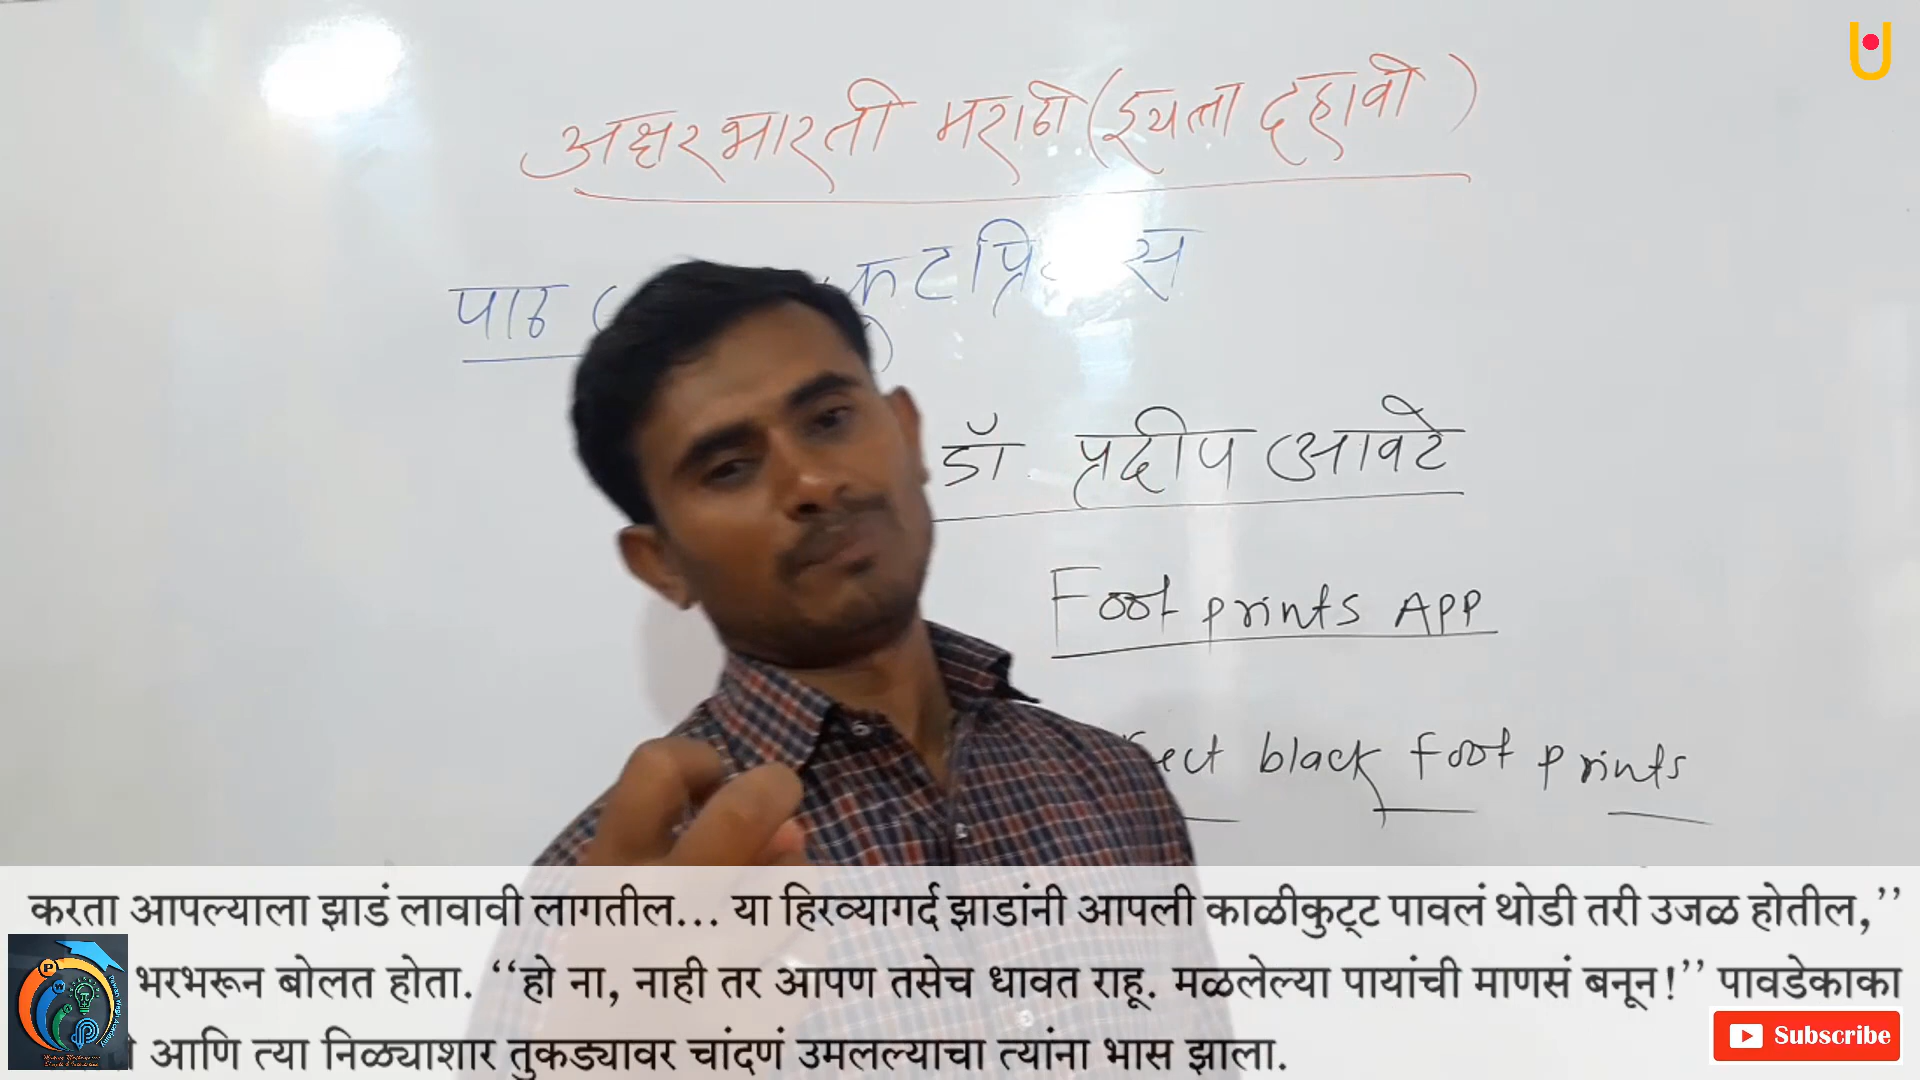 अक्षरभारती मराठी (इयत्ता दहावी)
पाठ फुटप्रिंटस
डॉ. प्रदीप आवटे
Foot prints APP
black foot prints
करता आपल्याला झाडं लावावी लागतील... या हिरव्यागर्द झाडांनी आपली काळीकुट्ट पावलं थोडी तरी उजळ होतील,’’
भरभरून बोलत होता. ‘‘हो ना, नाही तर आपण तसेच धावत राहू. मळलेल्या पायांची माणसं बनून!’’ पावडेकाका
आणि त्या निळ्याशार तुकड्यावर चांदणं उमलल्याचा त्यांना भास झाला.
Subscribe